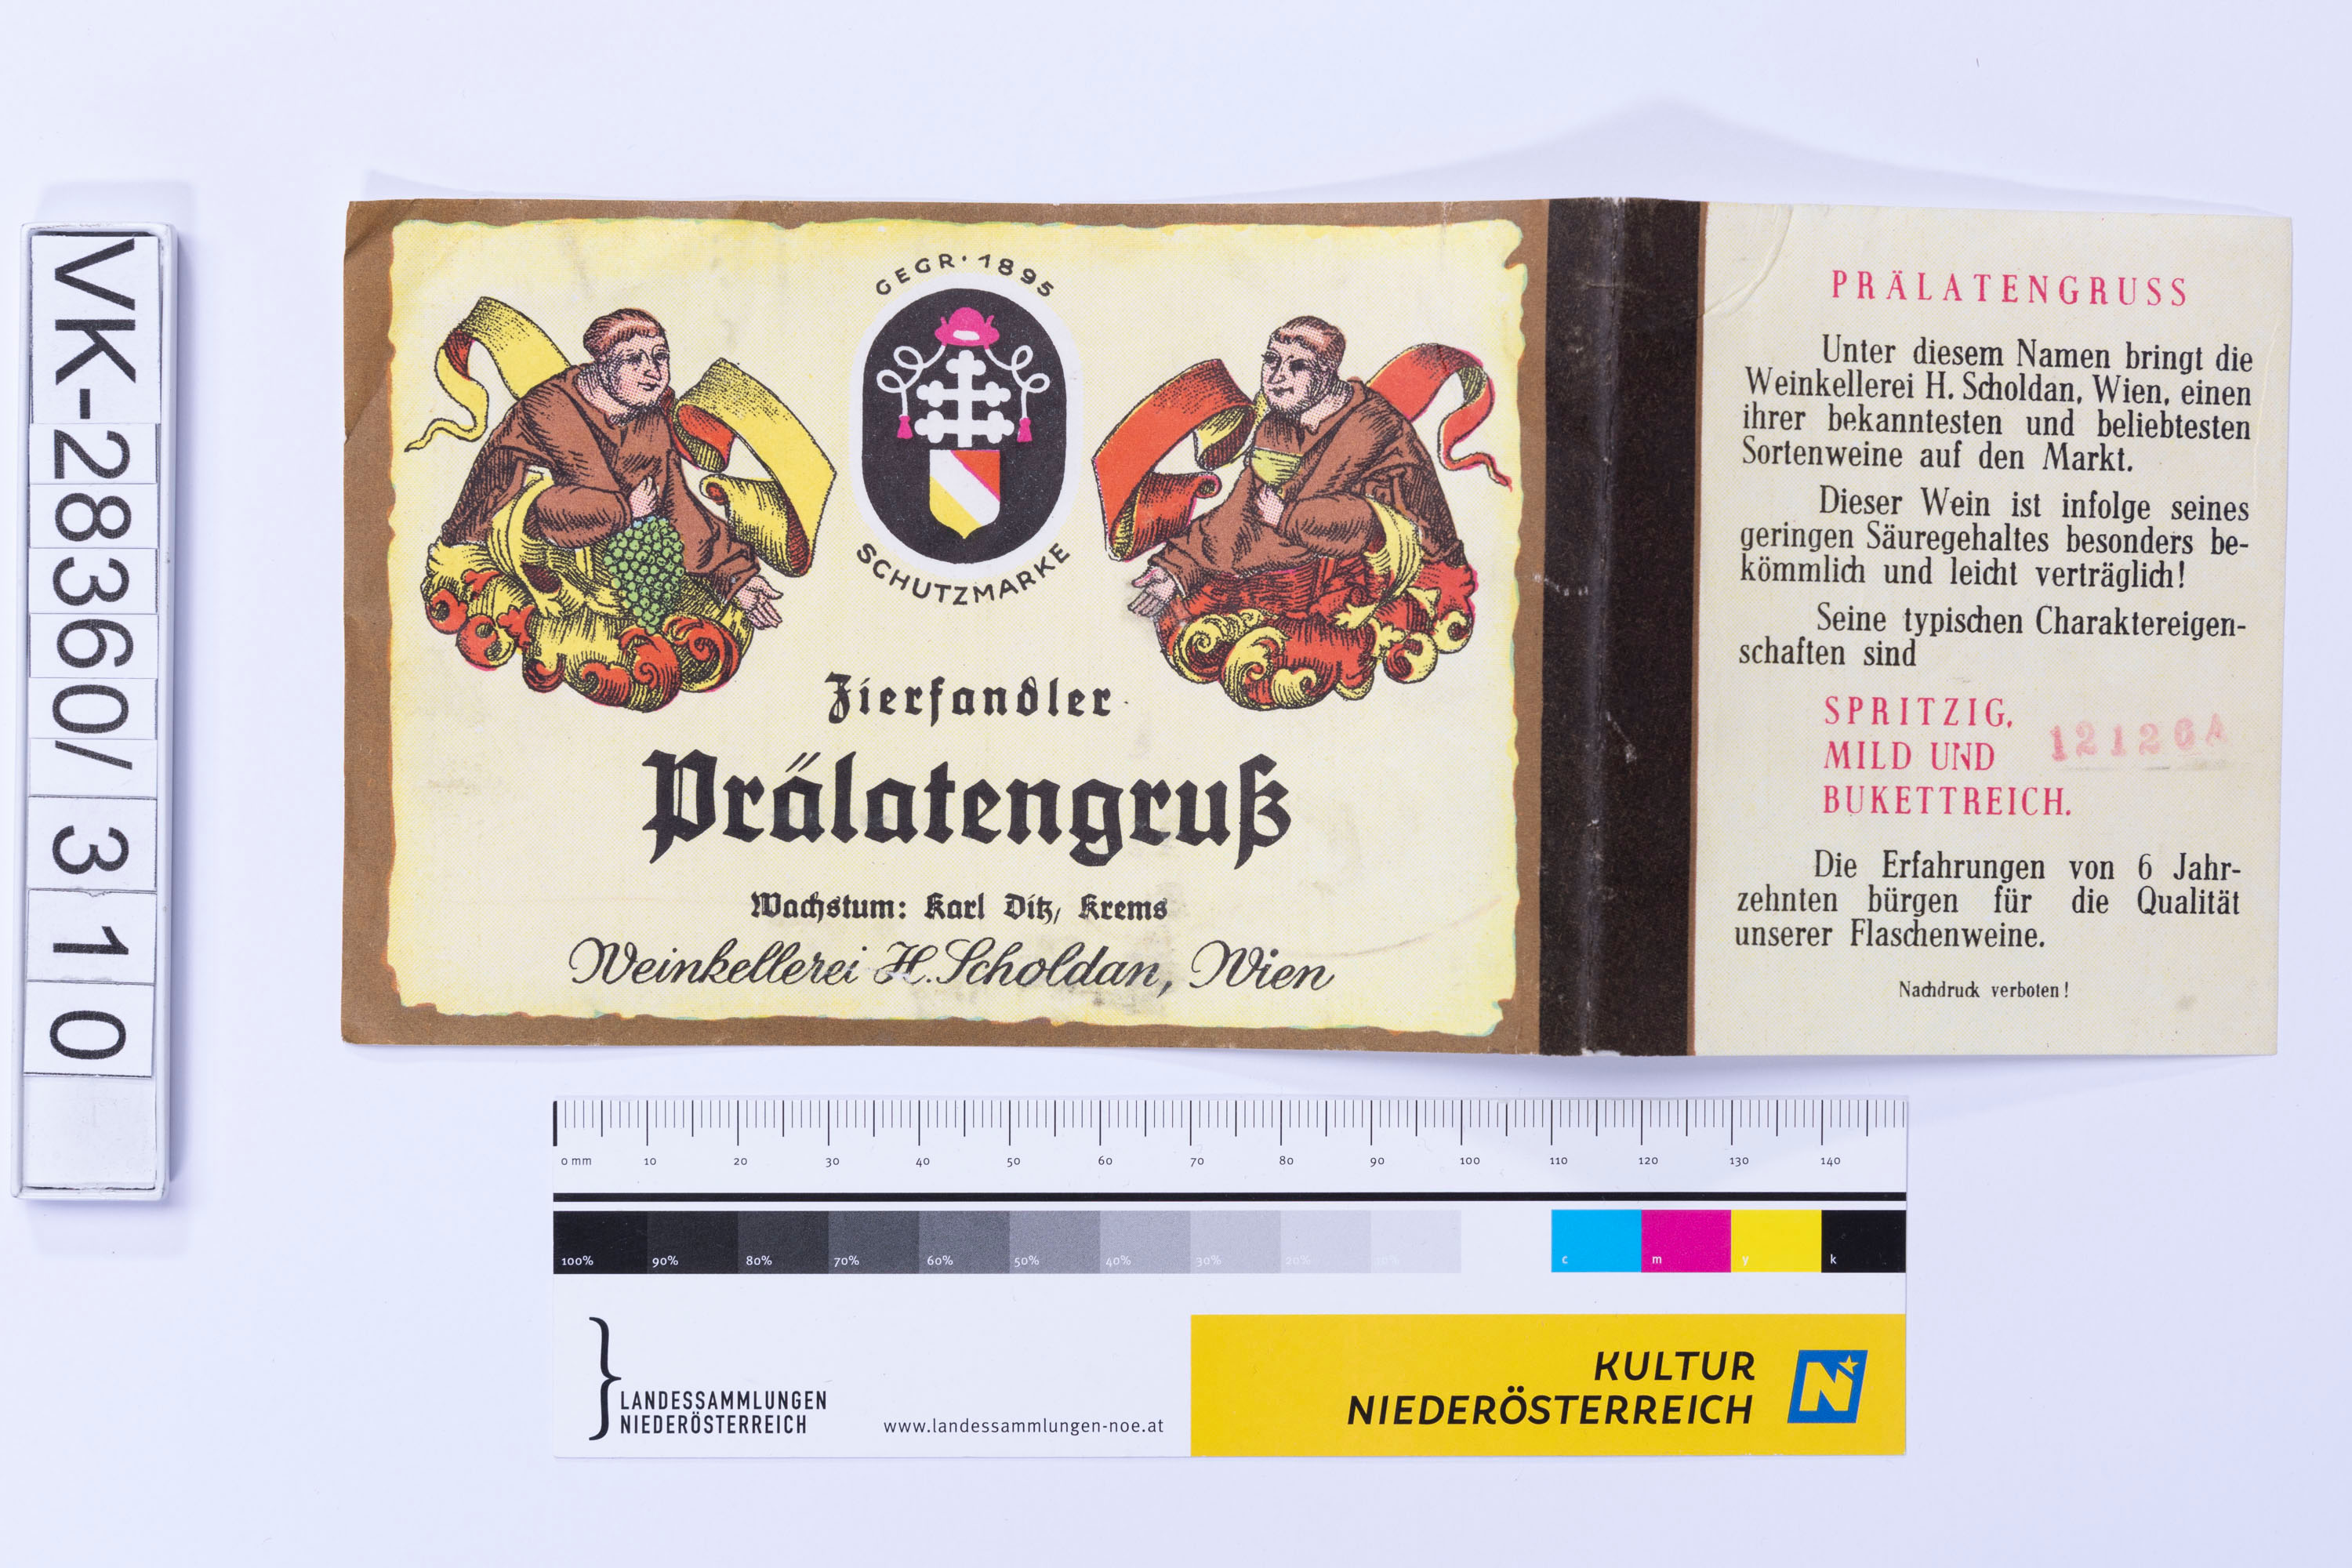 VK-28360/310
GEGR. 1895
SCHUTZMARKE
Zierfandler
Prälatengruß
Wachstum: Karl Ditz, Krems
Weinkellerei H. Scholdan, Wien
PRÄLATENGRUSS
Unter diesem Namen bringt die
Weinkellerei H. Scholdan, Wien, einen
ihrer bekanntesten und beliebtesten
Sortenweine auf den Markt.
Dieser Wein ist infolge seines
geringen Säuregehaltes besonders be-
kömmlich und leicht verträglich!
Seine typischen Charaktereigen-
schaften sind
SPRITZIG,
MILD UND
BUKETTREICH.
12126A
Die Erfahrungen von 6 Jahr-
zehnten bürgen für die Qualität
unserer Flaschenweine.
Nachdruck verboten!
0 mm 10 20 30 40 50 60 70 80 90 100 110 120 130 140
100% 90% 80% 70% 60% 50% 40% 30% 20% 10% c m y k
LANDESSAMMLUNGEN
NIEDERÖSTERREICH
www.landessammlungen-noe.at
KULTUR
NIEDERÖSTERREICH
N